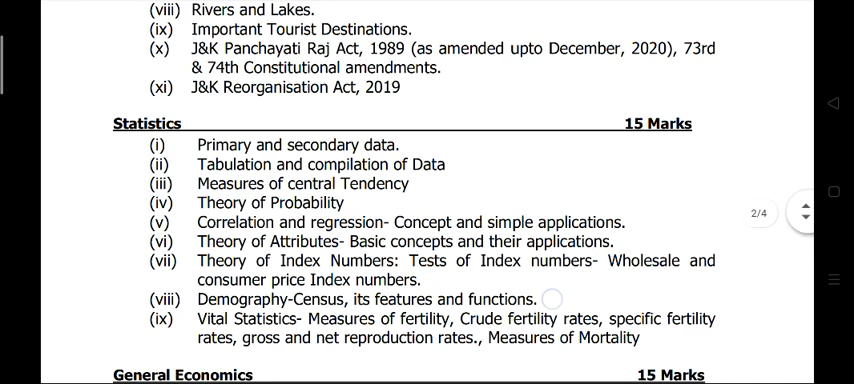 (viii) Rivers and Lakes.
(ix) Important Tourist Destinations.
(x) J&K Panchayati Raj Act, 1989 (as amended upto December, 2020), 73rd
& 74th Constitutional amendments.
(xi) J&K Reorganisation Act, 2019
Statistics 15 Marks
(i) Primary and secondary data.
(ii) Tabulation and compilation of Data
(iii) Measures of central Tendency
(iv) Theory of Probability
(v) Correlation and regression- Concept and simple applications.
(vi) Theory of Attributes- Basic concepts and their applications.
(vii) Theory of Index Numbers: Tests of Index numbers- Wholesale and
consumer price Index numbers.
(viii) Demography-Census, its features and functions.
(ix) Vital Statistics- Measures of fertility, Crude fertility rates, specific fertility
rates, gross and net reproduction rates., Measures of Mortality
General Economics 15 Marks
2/4